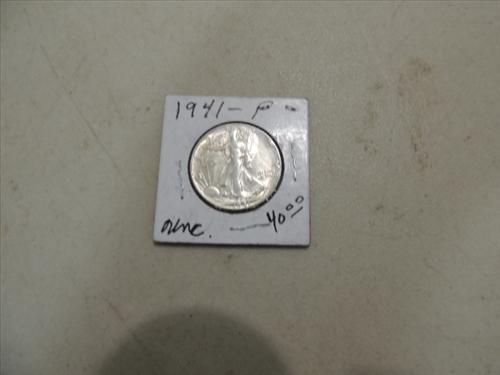 1941 - P
unc. — 40.00